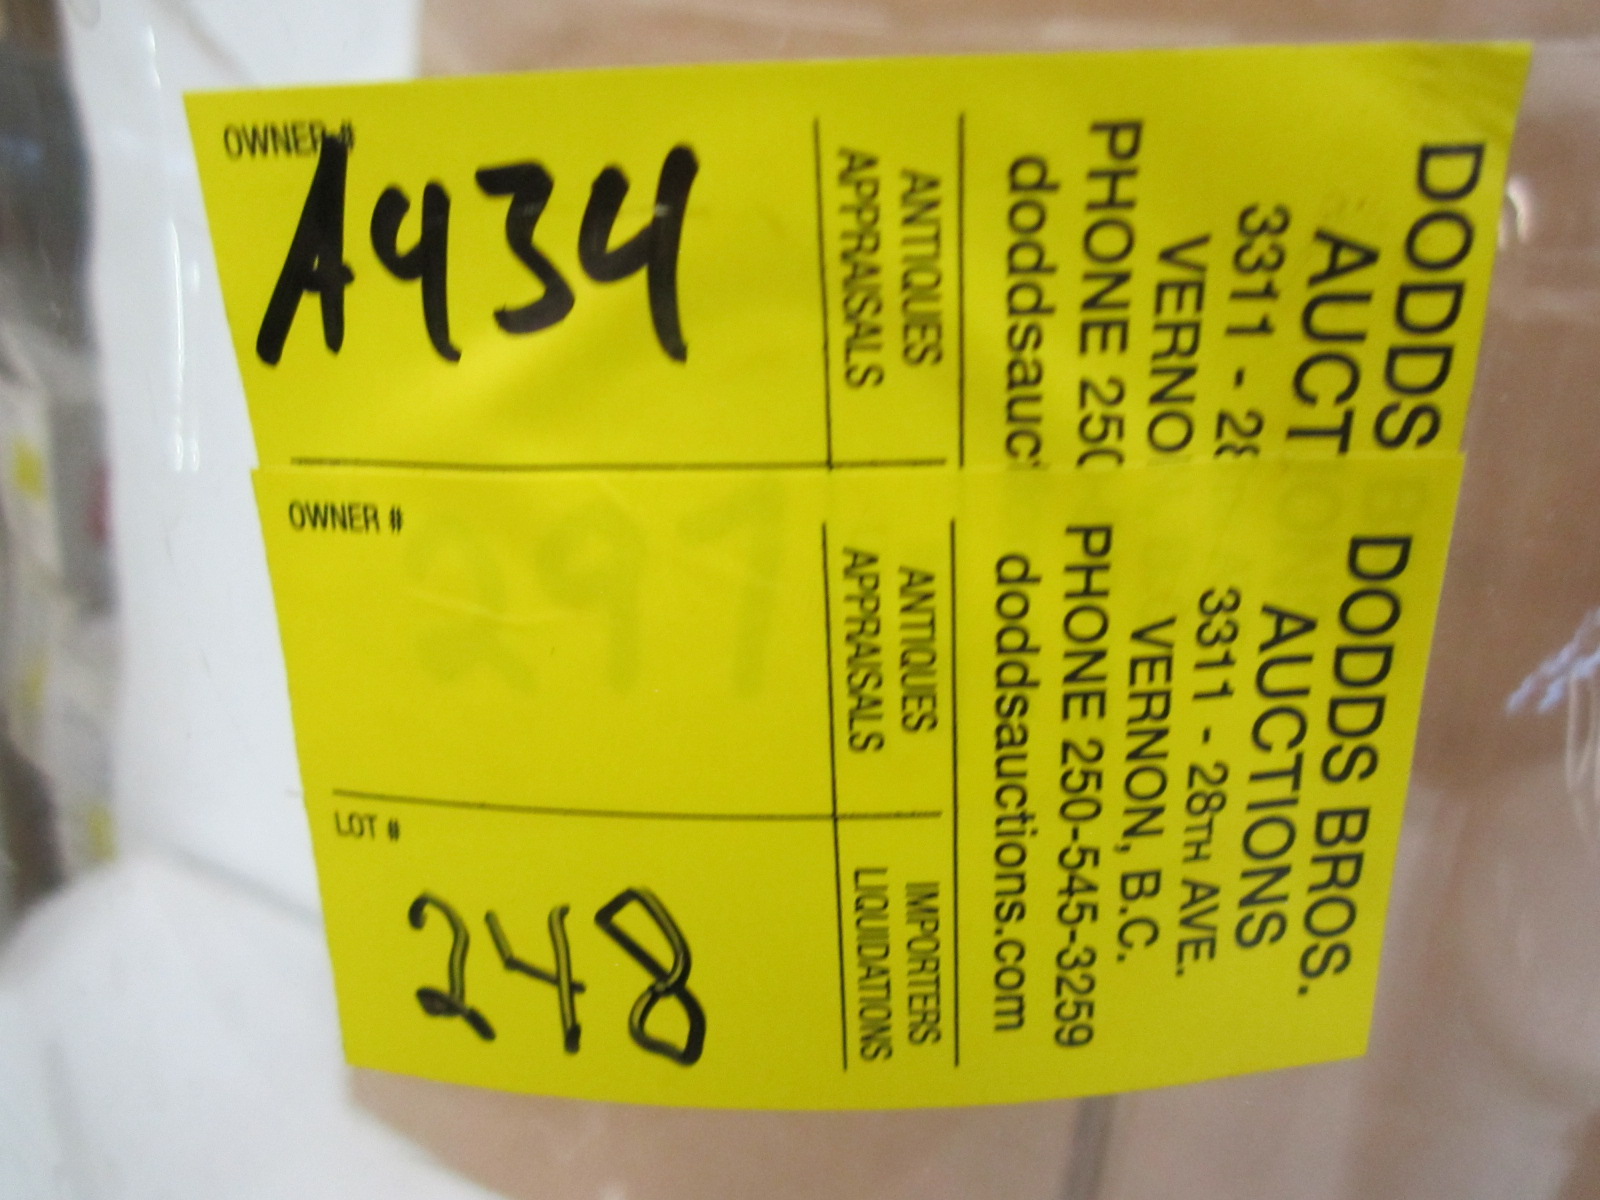 DODDS
AUCT
3311 - 28
VERNO
PHONE 250
doddsauc
ANTIQUES
APPRAISALS
OWNER #
A434
DODDS BROS.
AUCTIONS
3311 - 28TH AVE.
VERNON, B.C.
PHONE 250-545-3259
doddsauctions.com
ANTIQUES
APPRAISALS
IMPORTERS
LIQUIDATIONS
OWNER #
LOT #
248